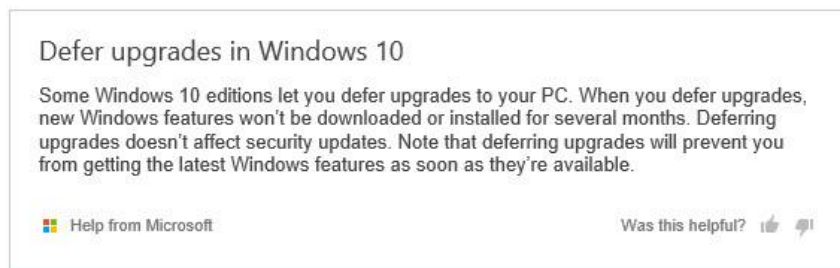 Defer upgrades in Windows 10
Some Windows 10 editions let you defer upgrades to your PC. When you defer upgrades,
new Windows features won't be downloaded or installed for several months. Deferring
upgrades doesn't affect security updates. Note that deferring upgrades will prevent you
from getting the latest Windows features as soon as they're available.
Help from Microsoft Was this helpful?